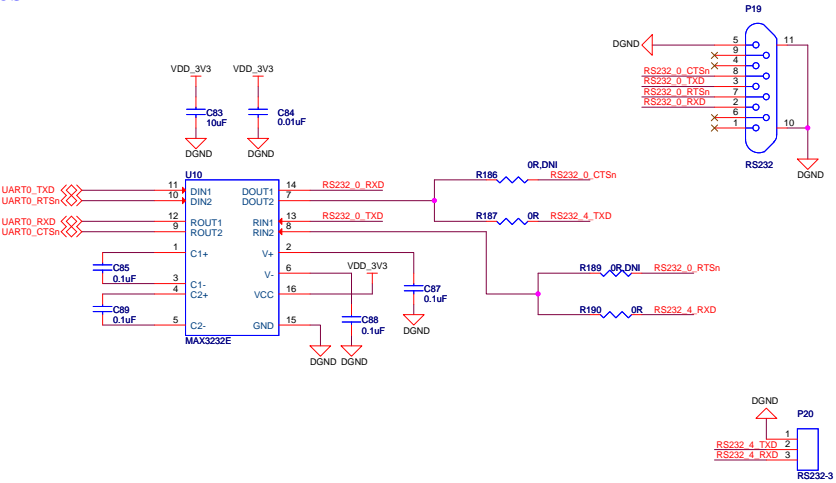 P19
DGND
5
9
4
8
3
7
2
6
1
11
10
RS232_0_CTSn
RS232_0_TXD
RS232_0_RTSn
RS232_0_RXD
RS232
DGND
VDD_3V3
VDD_3V3
C83
10uF
C84
0.01uF
DGND
DGND
U10
UART0_TXD 11 DIN1 DOUT1 14 RS232_0_RXD
UART0_RTSn 10 DIN2 DOUT2 7
UART0_RXD 12 ROUT1 RIN1 13 RS232_0_TXD
UART0_CTSn 9 ROUT2 RIN2 8
1 C1+ V+ 2
3 C1- V- 6
4 C2+ VCC 16
5 C2- GND 15
MAX3232E
C85
0.1uF
C89
0.1uF
VDD_3V3
C87
0.1uF
DGND
C88
0.1uF
DGND DGND
0R,DNI
R186 RS232_0_CTSn
R187 0R RS232_4_TXD
R189 0R,DNI RS232_0_RTSn
R190 0R RS232_4_RXD
DGND
P20
1
RS232_4_TXD 2
RS232_4_RXD 3
RS232-3